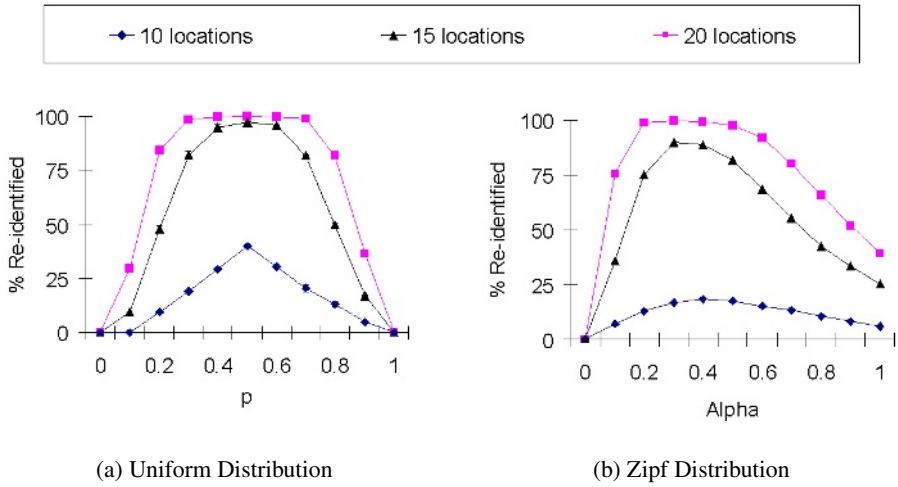 10 locations 15 locations 20 locations
% Re-identified
100
75
50
25
0
0 0.2 0.4 0.6 0.8 1
p
(a) Uniform Distribution
% Re-identified
100
75
50
25
0
0 0.2 0.4 0.6 0.8 1
Alpha
(b) Zipf Distribution